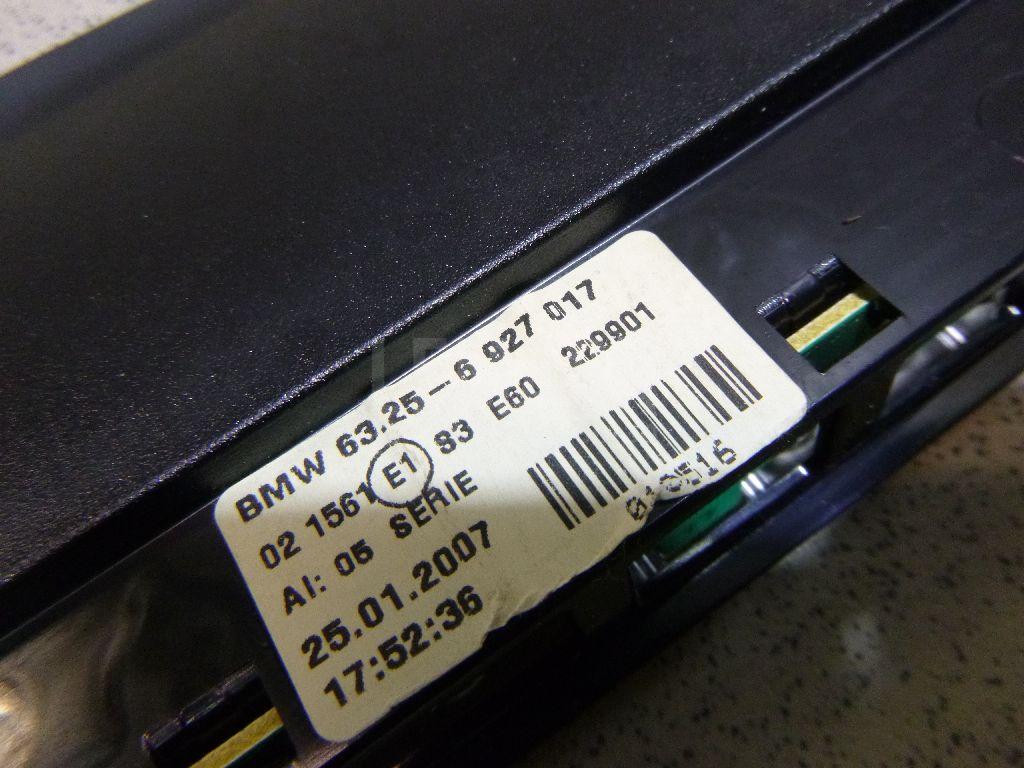 BMW 63.25-6 927 017
02 1561 E1 S3 E60 229901
AI: 05 SERIE
25.01.2007
17:52:36